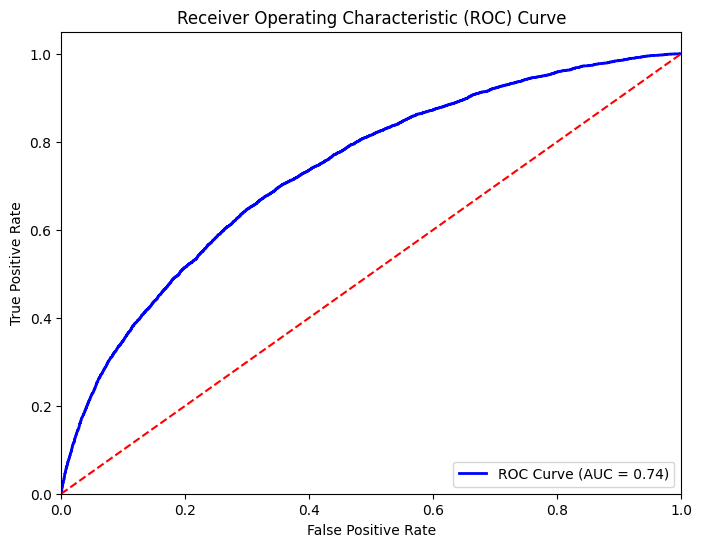 Receiver Operating Characteristic (ROC) Curve
True Positive Rate
1.0
0.8
0.6
0.4
0.2
0.0
ROC Curve (AUC = 0.74)
0.0 0.2 0.4 0.6 0.8 1.0
False Positive Rate